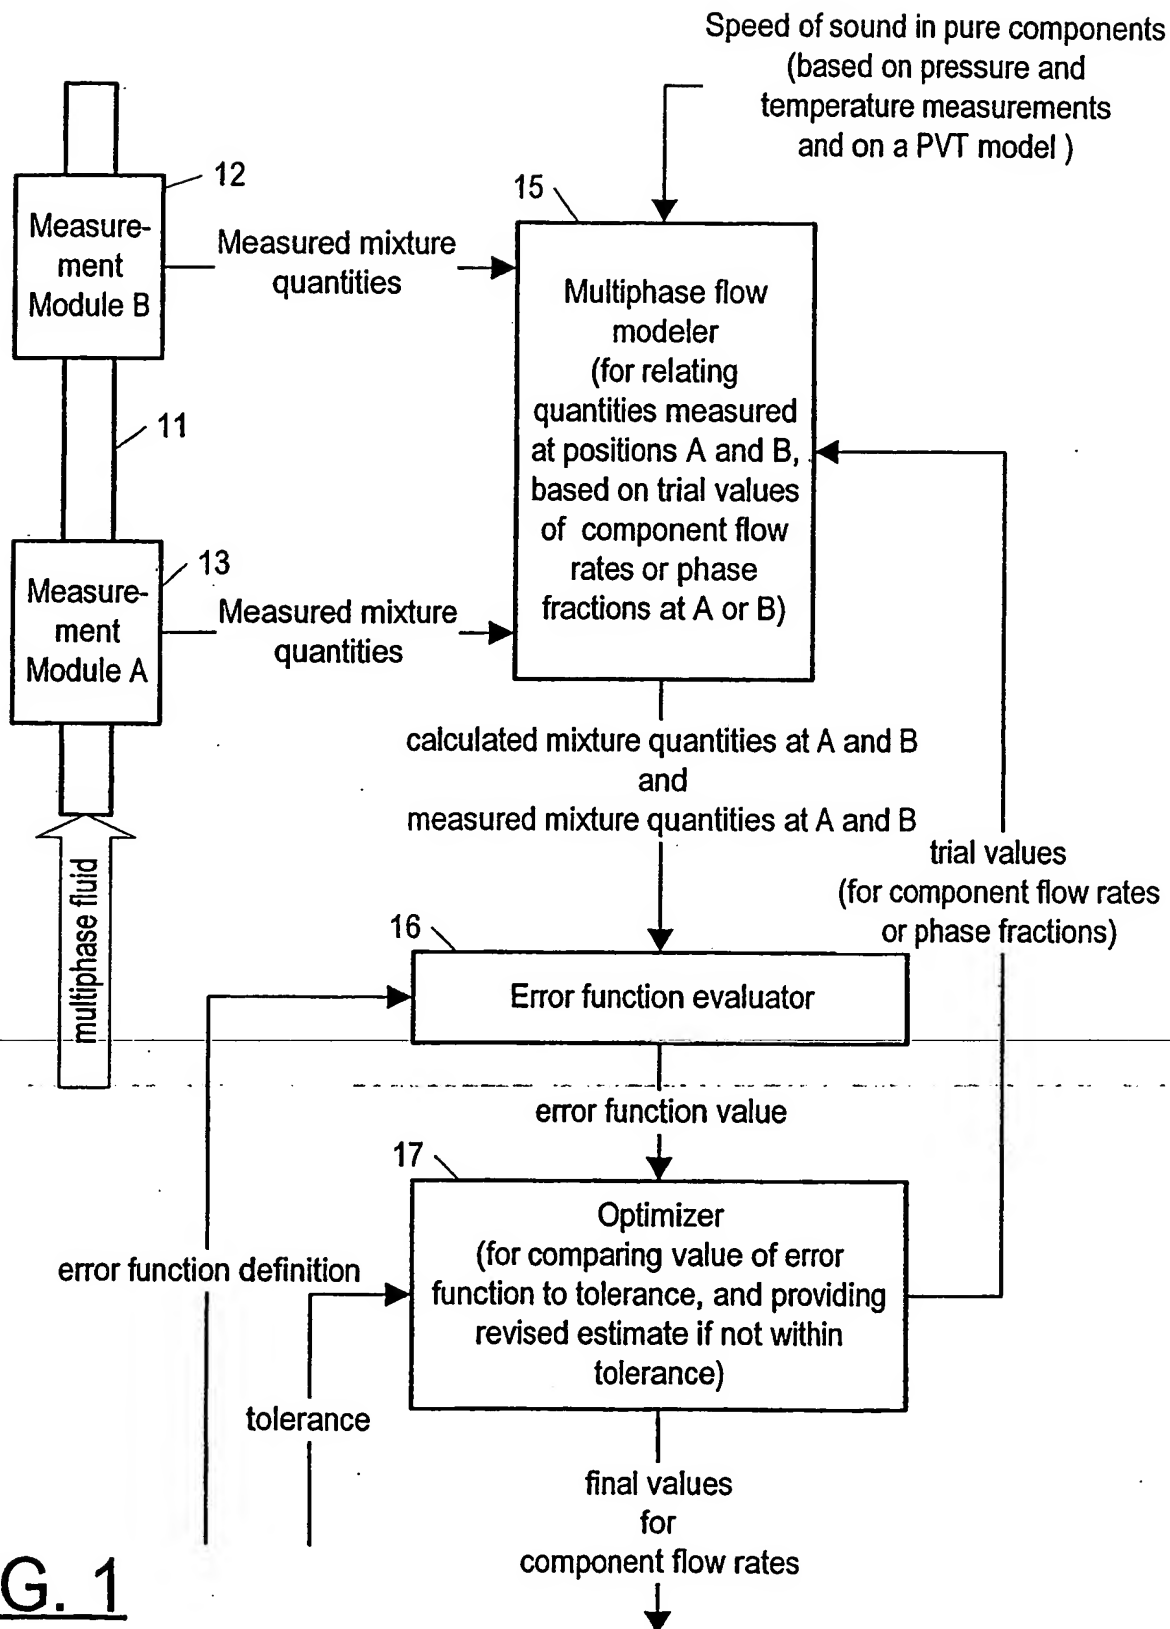 Speed of sound in pure components
(based on pressure and
temperature measurements
and on a PVT model )
12
Measure-
ment
Module B
Measured mixture
quantities
15
Multiphase flow
modeler
(for relating
quantities measured
at positions A and B,
based on trial values
of component flow
rates or phase
fractions at A or B)
11
13
Measure-
ment
Module A
Measured mixture
quantities
calculated mixture quantities at A and B
and
measured mixture quantities at A and B
trial values
(for component flow rates
or phase fractions)
multiphase fluid
16
Error function evaluator
error function value
17
Optimizer
(for comparing value of error
function to tolerance, and providing
revised estimate if not within
tolerance)
error function definition
tolerance
final values
for
component flow rates
G. 1